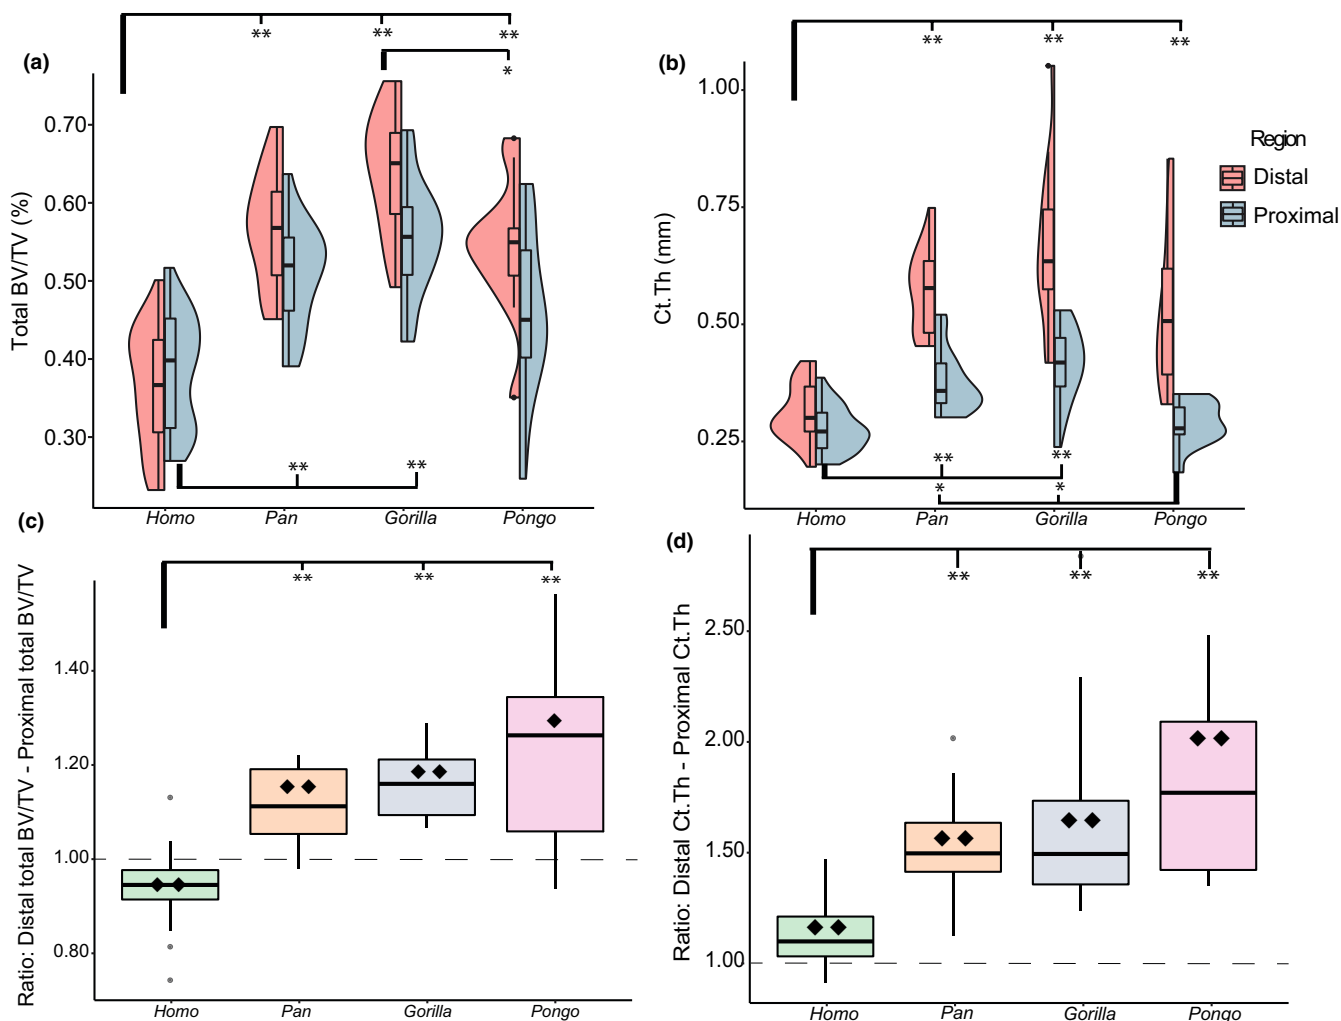 (a)
** ** **
*
Total BV/TV (%)
0.70
0.60
0.50
0.40
0.30
** **
Homo Pan Gorilla Pongo
(b)
** ** **
Ct.Th (mm)
1.00
0.75
0.50
0.25
** **
* *
Homo Pan Gorilla Pongo
Region
Distal
Proximal
(c)
** ** **
Ratio: Distal total BV/TV - Proximal total BV/TV
1.40
1.20
1.00
0.80
Homo Pan Gorilla Pongo
(d)
** ** **
Ratio: Distal Ct.Th - Proximal Ct.Th
2.50
2.00
1.50
1.00
Homo Pan Gorilla Pongo